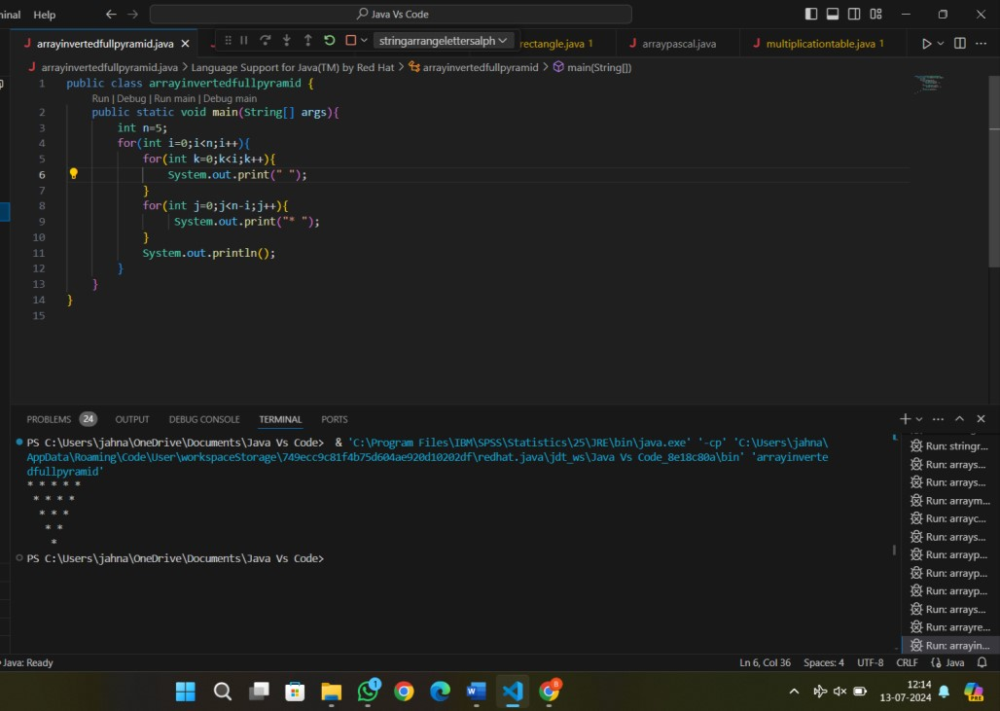 inal Help
Java Vs Code
arrayinvertedfullpyramid.java
stringarrangelettersalph
rectangle.java 1
arraypascal.java
multiplicationtable.java 1
arrayinvertedfullpyramid.java > Language Support for Java(TM) by Red Hat > arrayinvertedfullpyramid > main(String[])
1 public class arrayinvertedfullpyramid {
Run | Debug | Run main | Debug main
2 public static void main(String[] args){
3 int n=5;
4 for(int i=0;i<n;i++){
5 for(int k=0;k<i;k++){
6 System.out.print(" ");
7 }
8 for(int j=0;j<n-i;j++){
9 System.out.print("* ");
10 }
11 System.out.println();
12 }
13 }
14 }
15
PROBLEMS 24 OUTPUT DEBUG CONSOLE TERMINAL PORTS
PS C:\Users\jahna\OneDrive\Documents\Java Vs Code> & 'C:\Program Files\IBM\SPSS\Statistics\25\JRE\bin\java.exe' '-cp' 'C:\Users\jahna\
AppData\Roaming\Code\User\workspaceStorage\749ecc9c81f4b75d604ae920d10202df\redhat.java\jdt_ws\Java Vs Code_8e18c80a\bin' 'arrayinverte
dfullpyramid'
* * * * *
 * * * *
  * * *
   * *
    *
PS C:\Users\jahna\OneDrive\Documents\Java Vs Code>
Run: stringr...
Run: arrays...
Run: arrays...
Run: arraym...
Run: arrayc...
Run: arrays...
Run: arrayp...
Run: arrayp...
Run: arrayp...
Run: arrays...
Run: arrayre...
Run: arrayin...
Java: Ready
Ln 6, Col 36 Spaces: 4 UTF-8 CRLF {} Java
1
8
12:14
13-07-2024
PRE